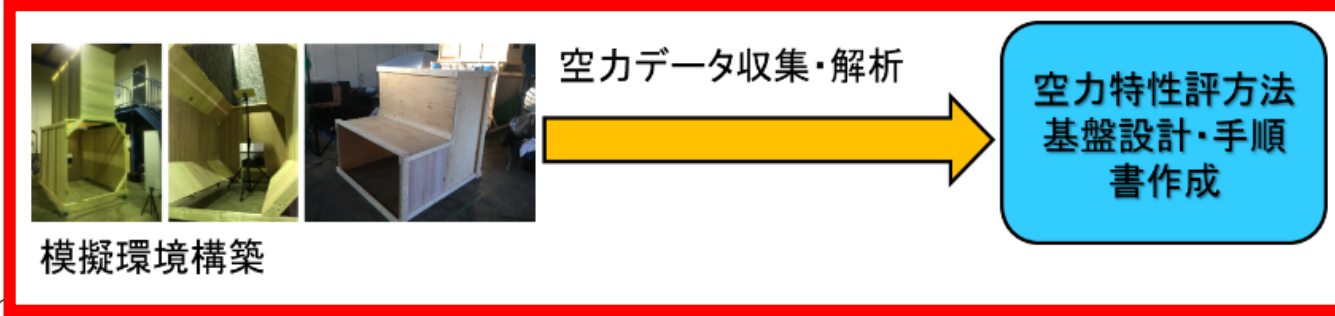 空力データ収集・解析
空力特性評方法
基盤設計・手順
書作成
模擬環境構築